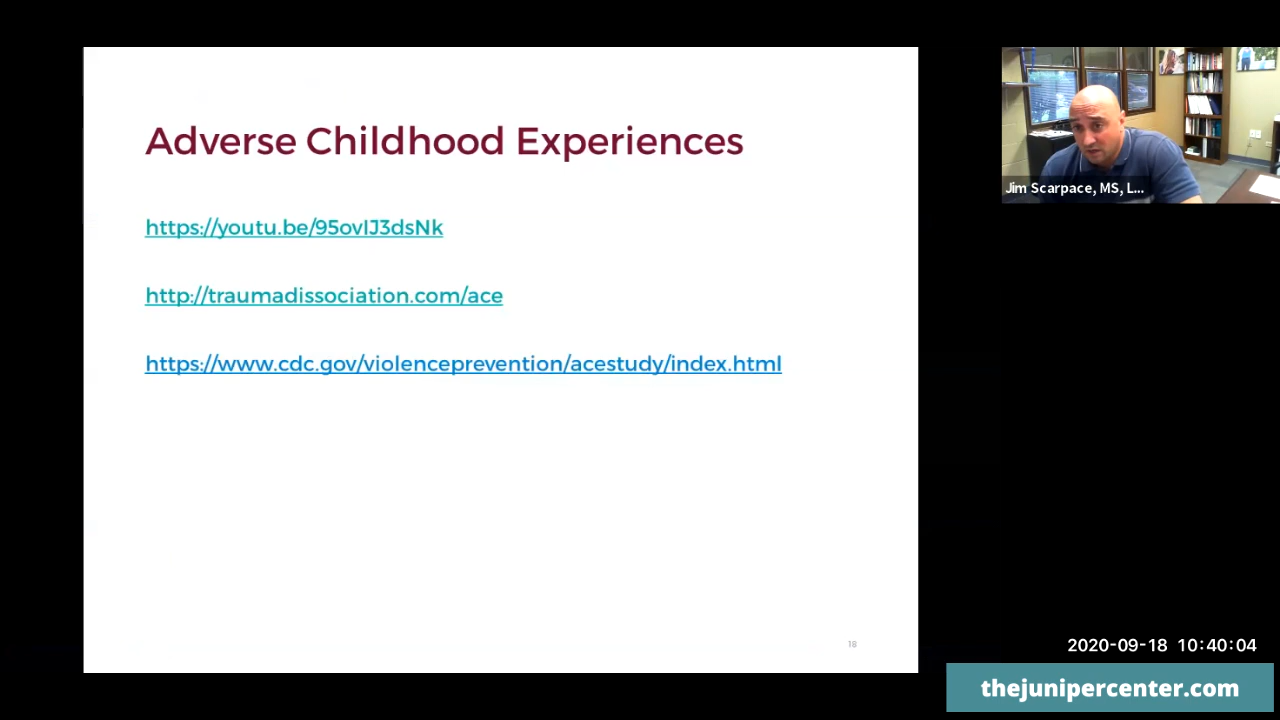 Adverse Childhood Experiences
https://youtu.be/95ovIJ3dsNk
http://traumadissociation.com/ace
https://www.cdc.gov/violenceprevention/acestudy/index.html
18
Jim Scarpace, MS, L...
2020-09-18 10:40:04
thejunipercenter.com